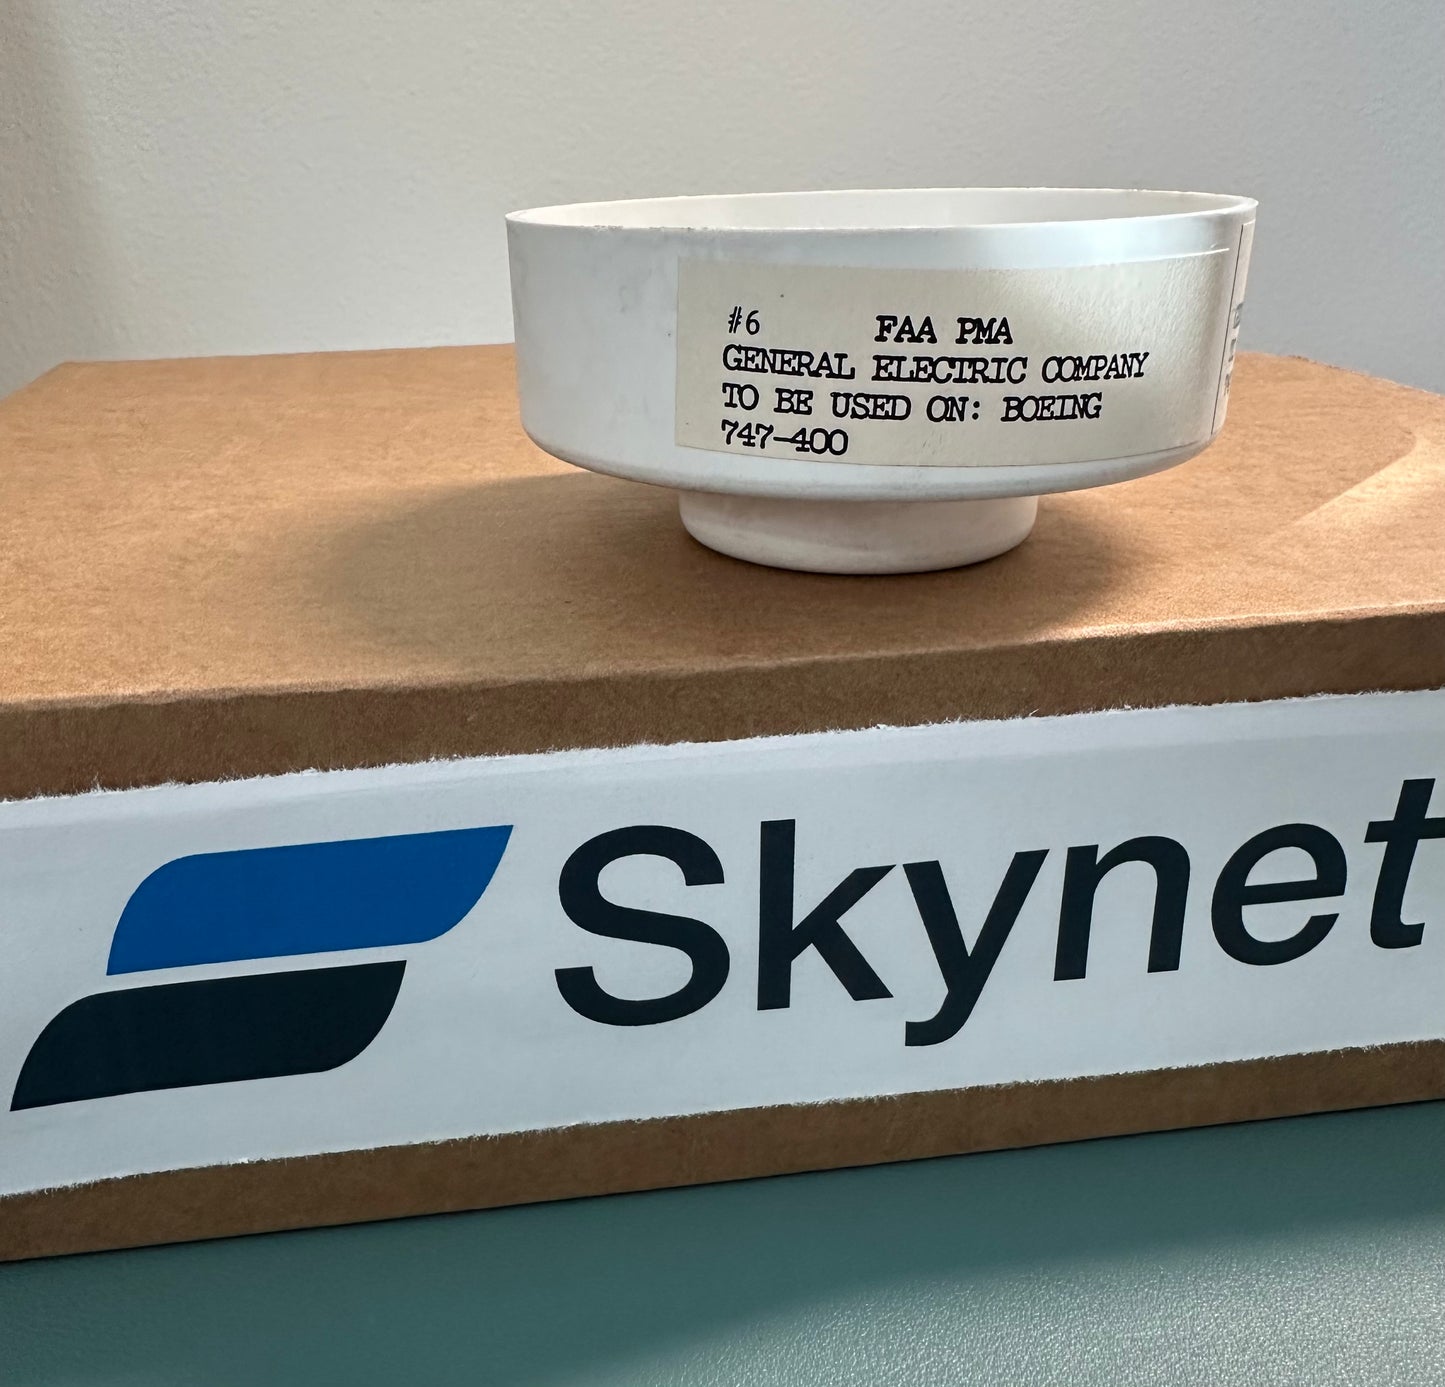 #6 FAA PMA
GENERAL ELECTRIC COMPANY
TO BE USED ON: BOEING
747-400
Skynet